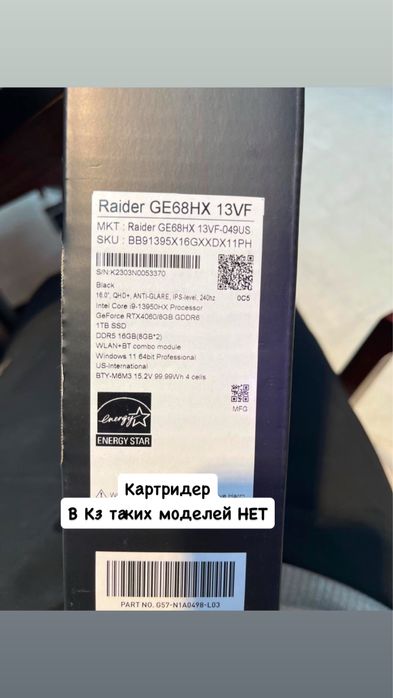 Raider GE68HX 13VF
MKT : Raider GE68HX 13VF-049US
SKU : BB91395X16GXXDX11PH
S/N:K2303N0053370
Black
16.0", QHD+, ANTI-GLARE, IPS-level, 240hz
0C5
Intel Core i9-13950HX Processor
GeForce RTX4060/8GB GDDR6
1TB SSD
DDR5 16GB(8GB*2)
WLAN+BT combo module
Windows 11 64bit Professional
US-International
BTY-M6M3 15.2V 99.99Wh 4 cells
MFG
energy
ENERGY STAR
Картридер
В Кз таких моделей НЕТ
PART NO. G57-N1A0498-L03